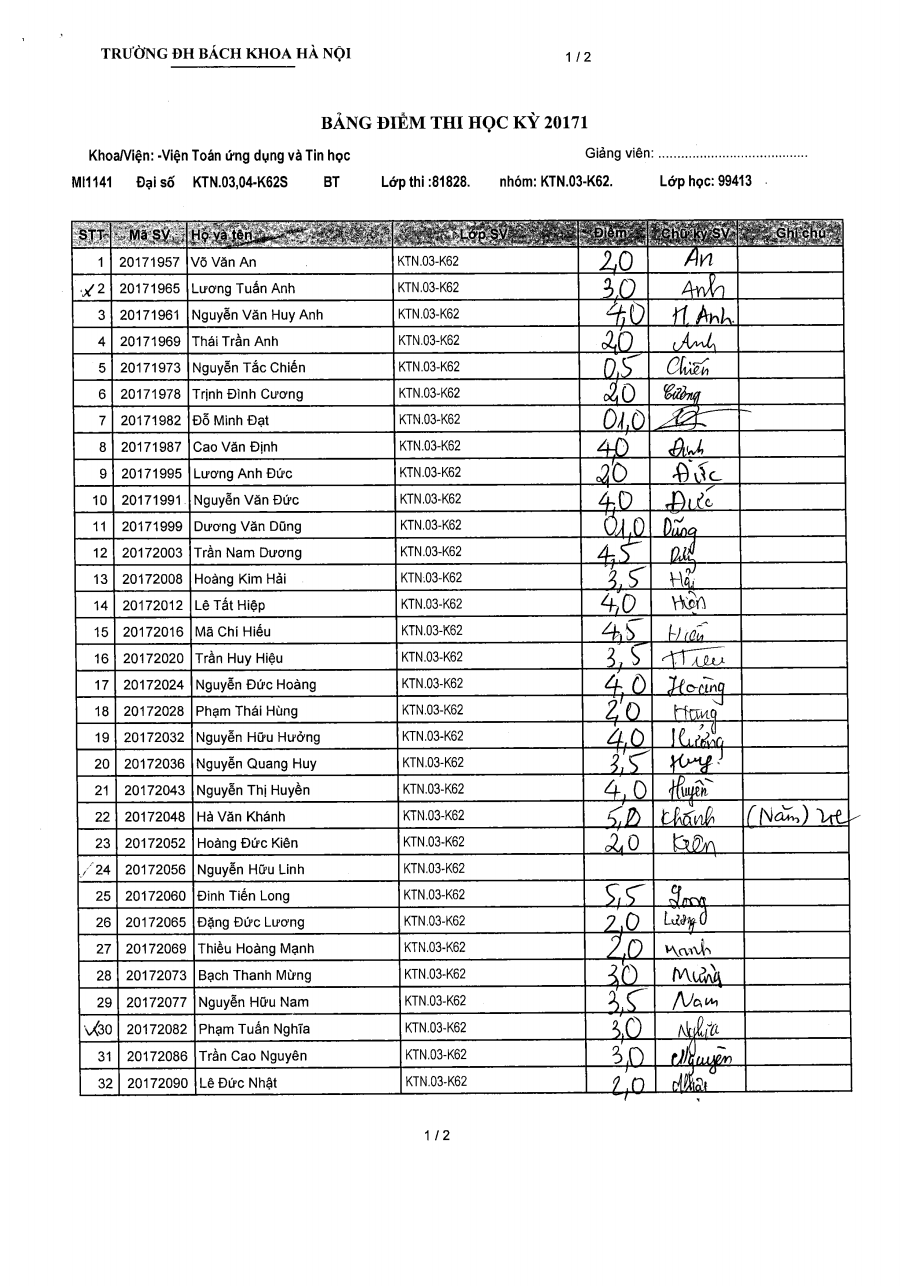 TRƯỜNG ĐH BÁCH KHOA HÀ NỘI 1 / 2
BẢNG ĐIỂM THI HỌC KỲ 20171
Khoa/Viện: -Viện Toán ứng dụng và Tin học Giảng viên: ........................................
MI1141 Đại số KTN.03,04-K62S BT Lớp thi :81828. nhóm: KTN.03-K62. Lớp học: 99413
STT Mã SV Họ và tên Lớp SV Điểm Chữ ký SV Ghi chú
1 20171957 Võ Văn An KTN.03-K62 2,0 An
2 20171965 Lương Tuấn Anh KTN.03-K62 3,0 Anh
3 20171961 Nguyễn Văn Huy Anh KTN.03-K62 4,0 H. Anh
4 20171969 Thái Trần Anh KTN.03-K62 2,0 Anh
5 20171973 Nguyễn Tắc Chiến KTN.03-K62 0,5 Chiến
6 20171978 Trịnh Đình Cương KTN.03-K62 2,0 Cương
7 20171982 Đỗ Minh Đạt KTN.03-K62 01,0
8 20171987 Cao Văn Định KTN.03-K62 4,0 Định
9 20171995 Lương Anh Đức KTN.03-K62 2,0 Đức
10 20171991 Nguyễn Văn Đức KTN.03-K62 4,0 Đức
11 20171999 Dương Văn Dũng KTN.03-K62 01,0 Dũng
12 20172003 Trần Nam Dương KTN.03-K62 4,5
13 20172008 Hoàng Kim Hải KTN.03-K62 3,5 Hải
14 20172012 Lê Tất Hiệp KTN.03-K62 4,0
15 20172016 Mã Chí Hiếu KTN.03-K62 4,5 Hiếu
16 20172020 Trần Huy Hiệu KTN.03-K62 3,5 Hiệu
17 20172024 Nguyễn Đức Hoàng KTN.03-K62 4,0 Hoàng
18 20172028 Phạm Thái Hùng KTN.03-K62 2,0 Hùng
19 20172032 Nguyễn Hữu Hưởng KTN.03-K62 4,0 Hưởng
20 20172036 Nguyễn Quang Huy KTN.03-K62 3,5 Huy
21 20172043 Nguyễn Thị Huyền KTN.03-K62 4,0 Huyền
22 20172048 Hà Văn Khánh KTN.03-K62 5,0 Khánh (Năm)
23 20172052 Hoàng Đức Kiên KTN.03-K62 2,0 Kiên
24 20172056 Nguyễn Hữu Linh KTN.03-K62
25 20172060 Đinh Tiến Long KTN.03-K62 5,5 Long
26 20172065 Đặng Đức Lương KTN.03-K62 2,0 Lương
27 20172069 Thiều Hoàng Mạnh KTN.03-K62 2,0 Mạnh
28 20172073 Bạch Thanh Mừng KTN.03-K62 3,0 Mừng
29 20172077 Nguyễn Hữu Nam KTN.03-K62 3,5 Nam
30 20172082 Phạm Tuấn Nghĩa KTN.03-K62 3,0 Nghĩa
31 20172086 Trần Cao Nguyên KTN.03-K62 3,0 Nguyên
32 20172090 Lê Đức Nhật KTN.03-K62 2,0 Nhật
1 / 2